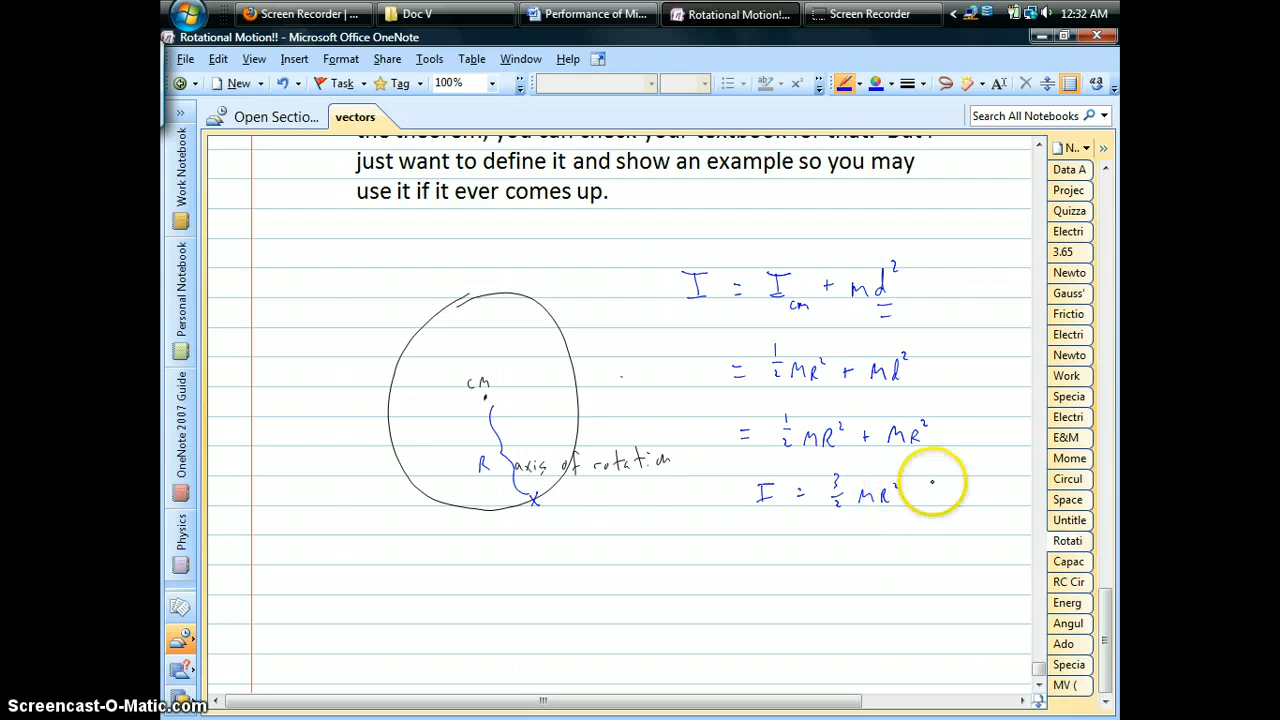 Screen Recorder | ...
Doc V
Performance of Mi...
Rotational Motion!...
Screen Recorder
12:32 AM
Rotational Motion!! - Microsoft Office OneNote
File Edit View Insert Format Share Tools Table Window Help
New Task Tag 100%
Open Sectio... vectors
Search All Notebooks
Work Notebook
Personal Notebook
OneNote 2007 Guide
Physics
just want to define it and show an example so you may
use it if it ever comes up.
I = I cm + Md²
= 1/2 MR² + Md²
= 1/2 MR² + MR²
I = 3/2 MR²
cm
R axis of rotation
X
N..
Data A
Projec
Quizza
Electri
3.65
Newto
Gauss'
Frictio
Electri
Newto
Work
Specia
Electri
E&M
Mome
Circul
Space
Untitle
Rotati
Capac
RC Cir
Energ
Angul
Ado
Specia
MV (
Screencast-O-Matic.com